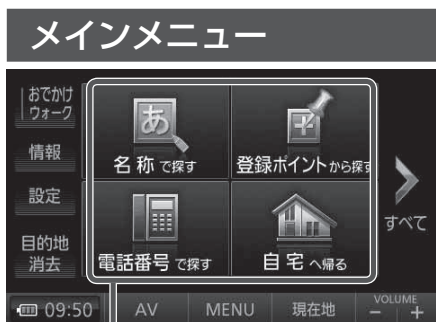 メインメニュー
おでかけ
ウォーク
情報
設定
目的地
消去
あ
名称で探す
登録ポイントから探す
電話番号で探す
自宅へ帰る
すべて
09:50
AV
MENU
現在地
VOLUME
− +